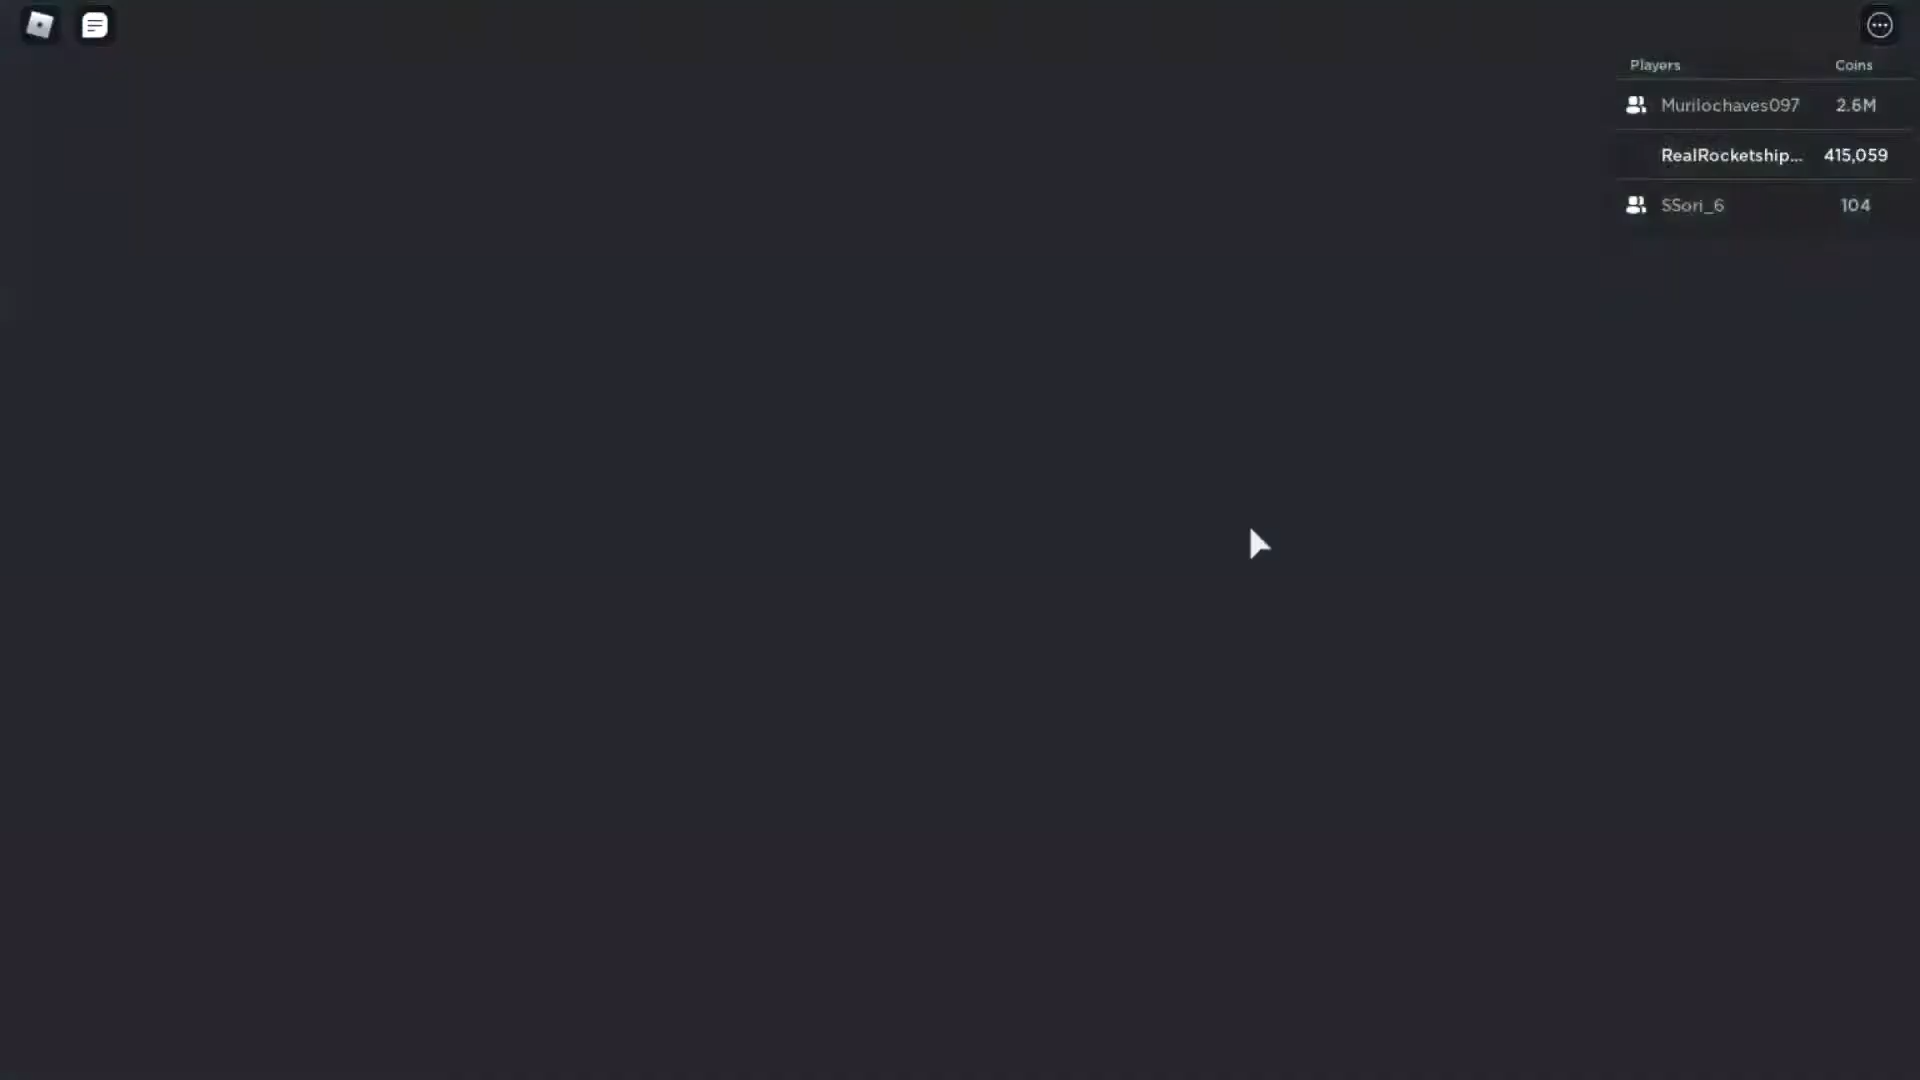 Players Coins
Murilochaves097 2.6M
RealRocketship... 415,059
SSori_6 104